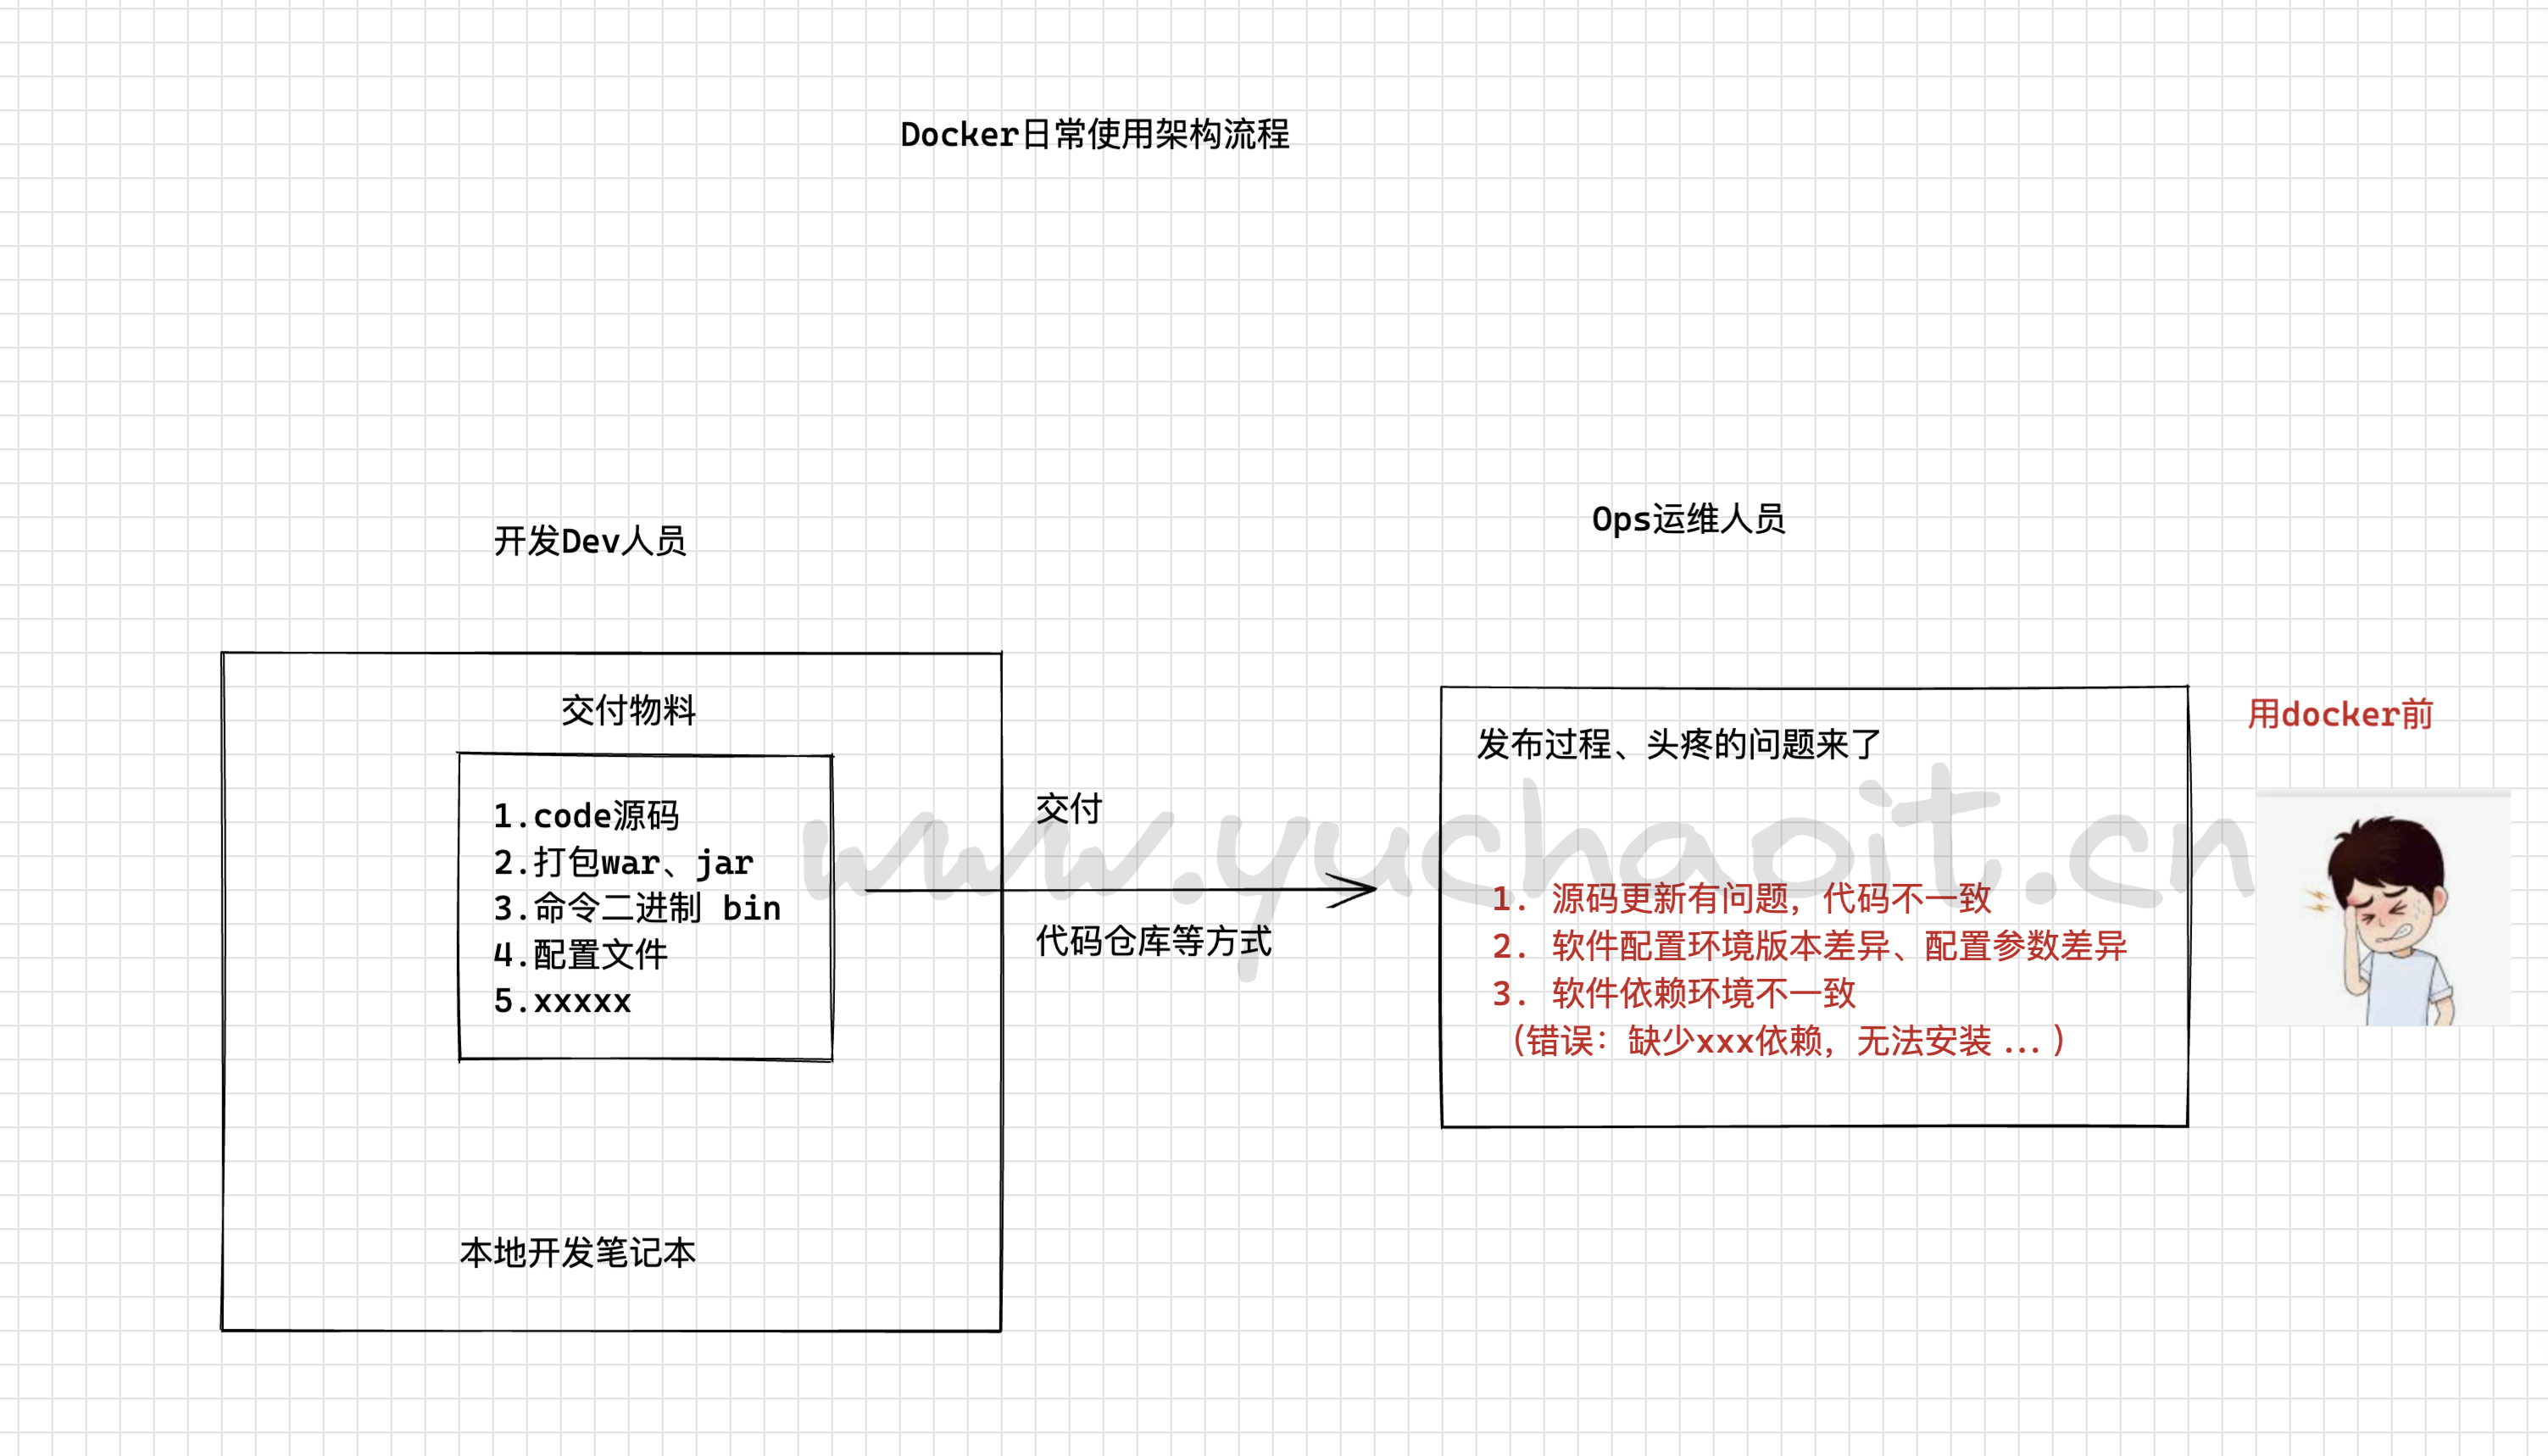 Docker日常使用架构流程
开发Dev人员
Ops运维人员
交付物料
1.code源码
2.打包war、jar
3.命令二进制 bin
4.配置文件
5.xxxxx
本地开发笔记本
交付
代码仓库等方式
发布过程、头疼的问题来了
1. 源码更新有问题，代码不一致
2. 软件配置环境版本差异、配置参数差异
3. 软件依赖环境不一致
（错误：缺少xxx依赖，无法安装...）
用docker前
www.yuchaoit.cn